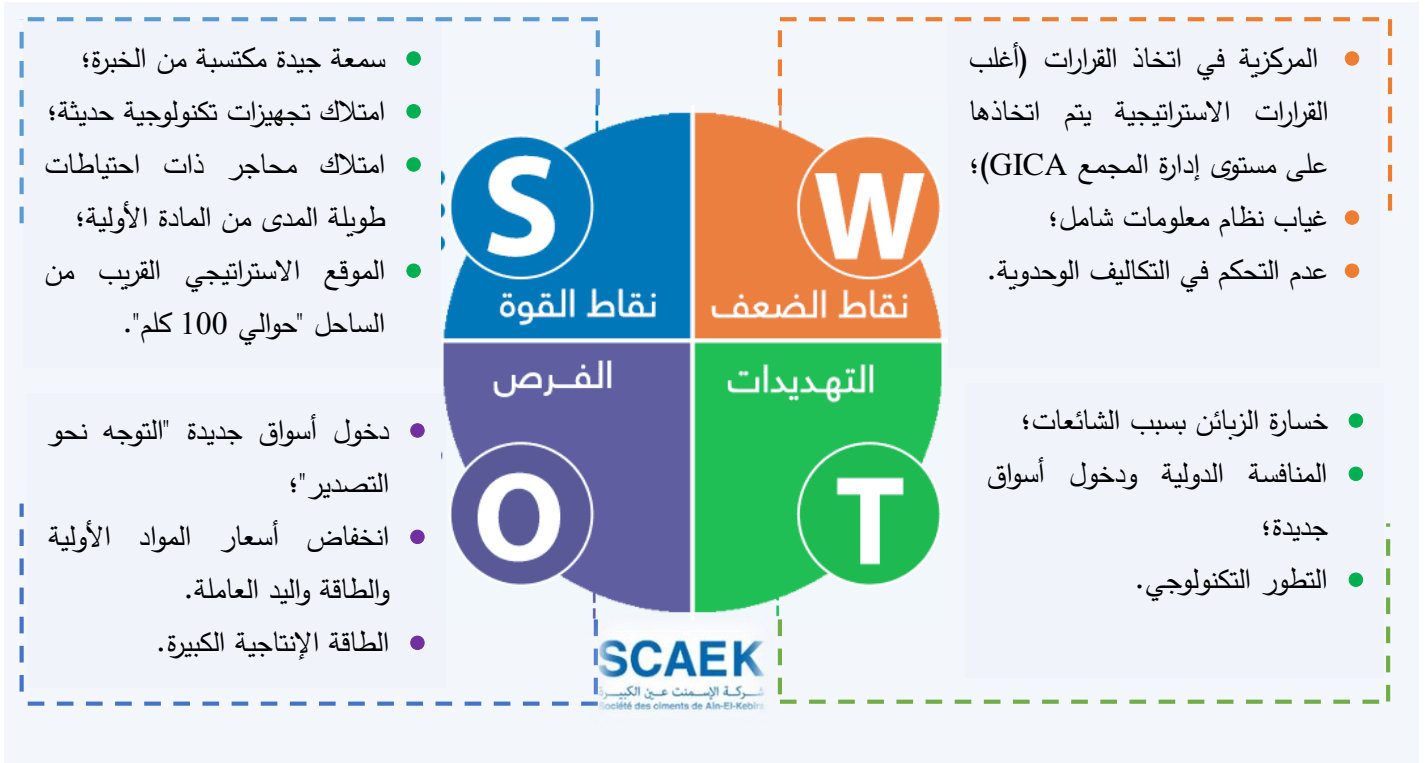 سمعة جيدة مكتسبة من الخبرة؛
امتلاك تجهيزات تكنولوجية حديثة؛
امتلاك محاجر ذات احتياطات
طويلة المدى من المادة الأولية؛
الموقع الاستراتيجي القريب من
الساحل "حوالي 100 كلم".
المركزية في اتخاذ القرارات (أغلب
القرارات الاستراتيجية يتم اتخاذها
على مستوى إدارة المجمع GICA)؛
غياب نظام معلومات شامل؛
عدم التحكم في التكاليف الوحدوية.
S
نقاط القوة
W
نقاط الضعف
الفـرص
O
التهديدات
T
دخول أسواق جديدة "التوجه نحو
التصدير"؛
انخفاض أسعار المواد الأولية
والطاقة واليد العاملة.
الطاقة الإنتاجية الكبيرة.
خسارة الزبائن بسبب الشائعات؛
المنافسة الدولية ودخول أسواق
جديدة؛
التطور التكنولوجي.
SCAEK
شـركـة الإسـمنت عـين الكبيـرة
Société des ciments de Ain-El-Kebira